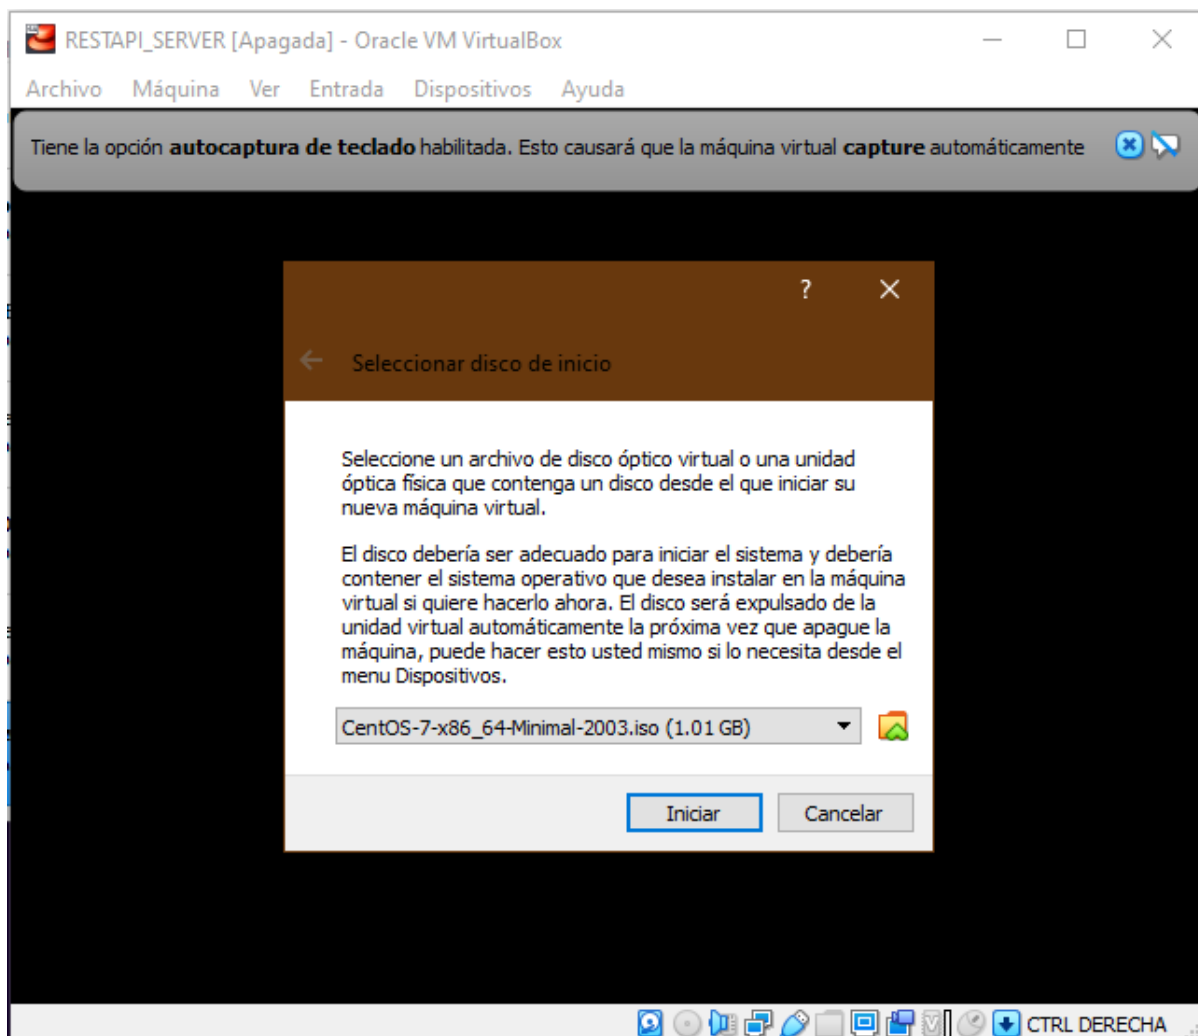 RESTAPI_SERVER [Apagada] - Oracle VM VirtualBox
Archivo Máquina Ver Entrada Dispositivos Ayuda
Tiene la opción autocaptura de teclado habilitada. Esto causará que la máquina virtual capture automáticamente
?
Seleccionar disco de inicio
Seleccione un archivo de disco óptico virtual o una unidad
óptica física que contenga un disco desde el que iniciar su
nueva máquina virtual.
El disco debería ser adecuado para iniciar el sistema y debería
contener el sistema operativo que desea instalar en la máquina
virtual si quiere hacerlo ahora. El disco será expulsado de la
unidad virtual automáticamente la próxima vez que apague la
máquina, puede hacer esto usted mismo si lo necesita desde el
menu Dispositivos.
CentOS-7-x86_64-Minimal-2003.iso (1.01 GB)
Iniciar Cancelar
CTRL DERECHA